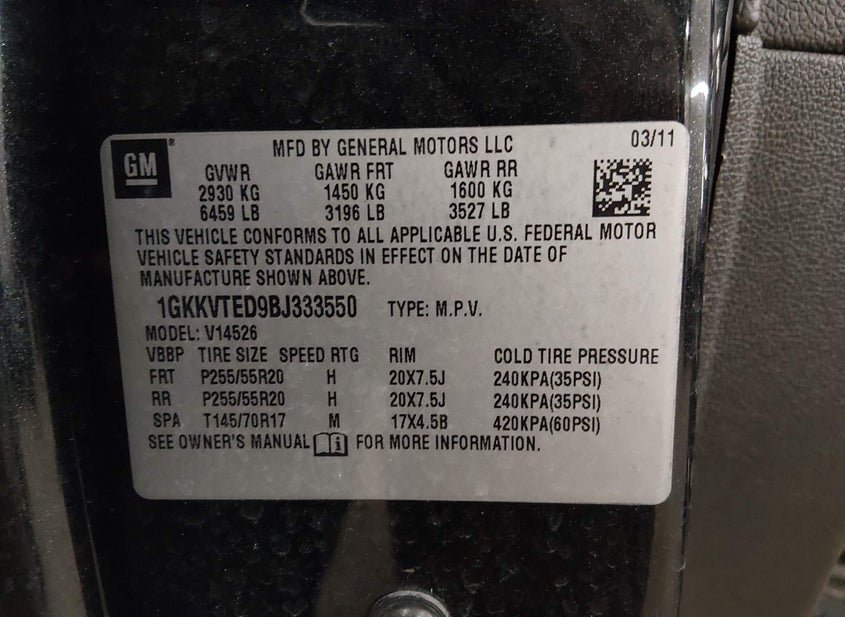 GM
MFD BY GENERAL MOTORS LLC 03/11
GVWR GAWR FRT GAWR RR
2930 KG 1450 KG 1600 KG
6459 LB 3196 LB 3527 LB
THIS VEHICLE CONFORMS TO ALL APPLICABLE U.S. FEDERAL MOTOR
VEHICLE SAFETY STANDARDS IN EFFECT ON THE DATE OF
MANUFACTURE SHOWN ABOVE.
1GKKVTED9BJ333550 TYPE: M.P.V.
MODEL: V14526
VBBP TIRE SIZE SPEED RTG RIM COLD TIRE PRESSURE
FRT P255/55R20 H 20X7.5J 240KPA(35PSI)
RR P255/55R20 H 20X7.5J 240KPA(35PSI)
SPA T145/70R17 M 17X4.5B 420KPA(60PSI)
SEE OWNER'S MANUAL i FOR MORE INFORMATION.